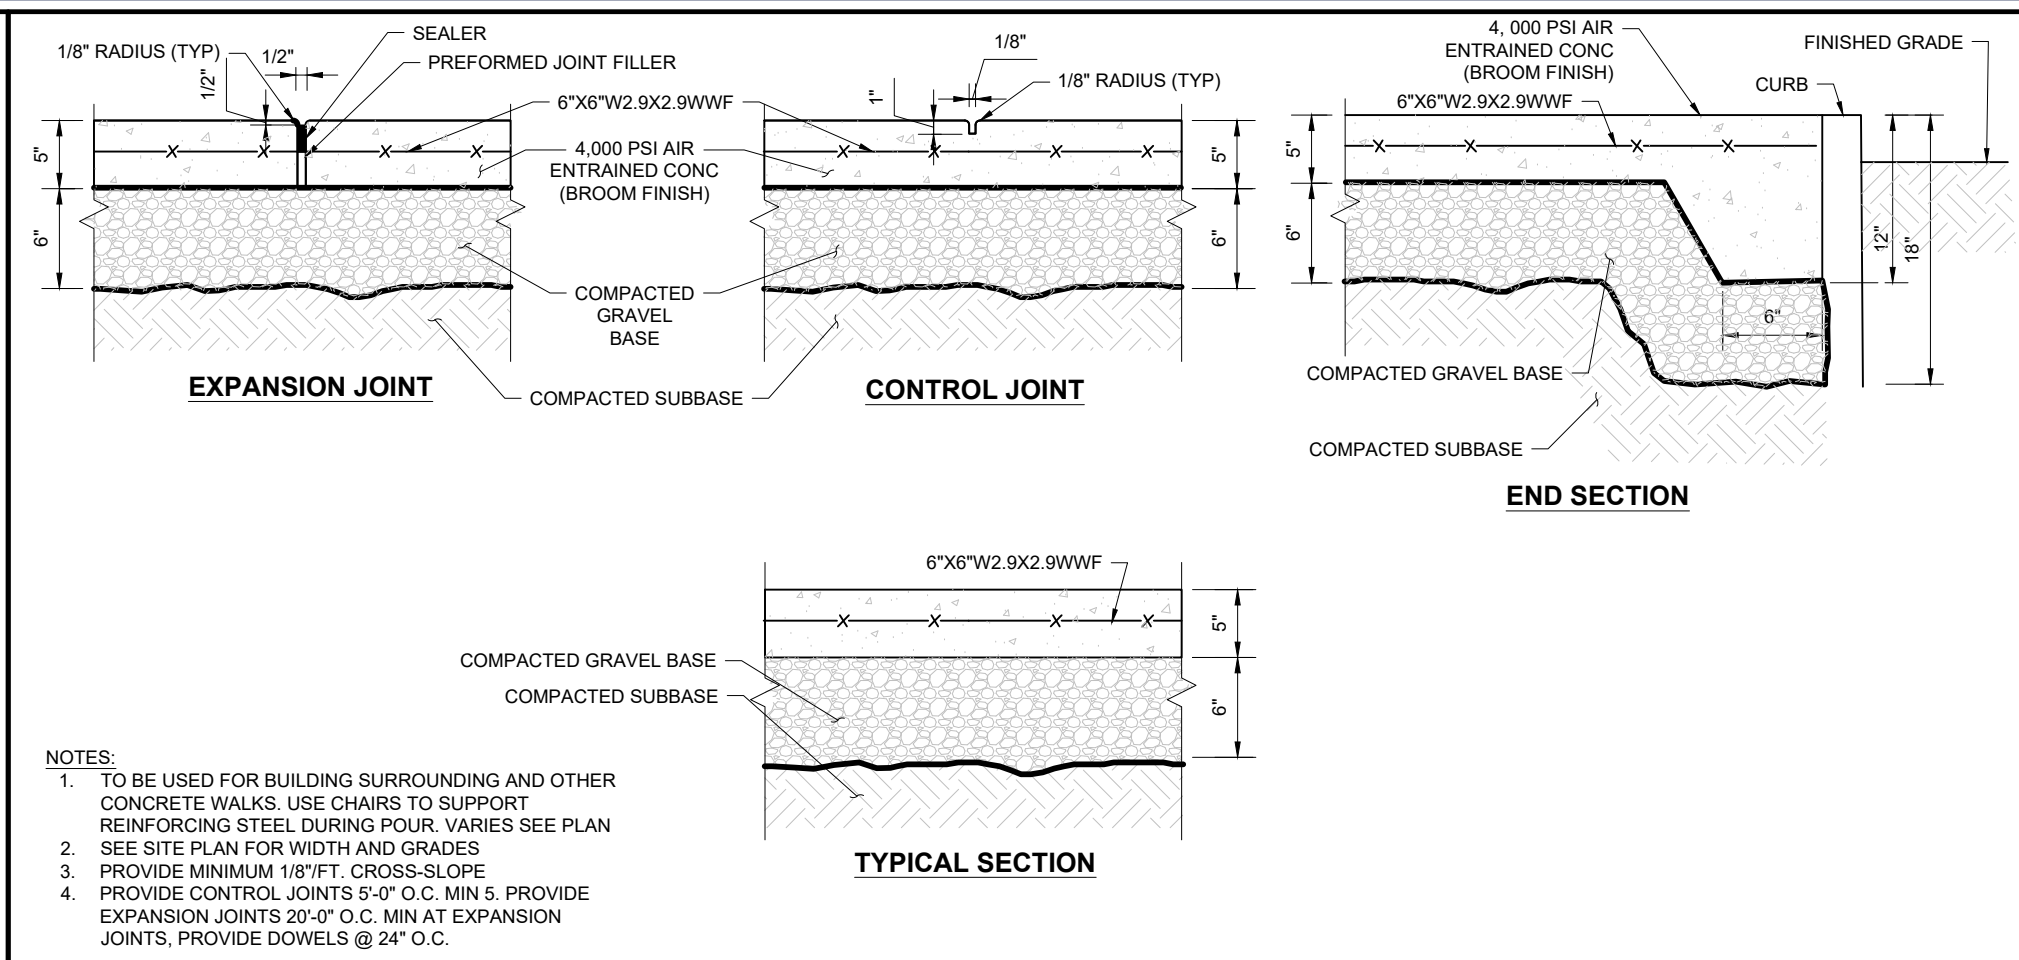 SEALER
1/8" RADIUS (TYP)
1/2"
1/2"
PREFORMED JOINT FILLER
6"X6"W2.9X2.9WWF
5"
4,000 PSI AIR
ENTRAINED CONC
(BROOM FINISH)
6"
COMPACTED
GRAVEL
BASE
EXPANSION JOINT
COMPACTED SUBBASE
1/8"
1"
1/8" RADIUS (TYP)
5"
6"
CONTROL JOINT
4, 000 PSI AIR
ENTRAINED CONC
(BROOM FINISH)
FINISHED GRADE
CURB
6"X6"W2.9X2.9WWF
5"
6"
12"
18"
6"
COMPACTED GRAVEL BASE
COMPACTED SUBBASE
END SECTION
6"X6"W2.9X2.9WWF
5"
COMPACTED GRAVEL BASE
COMPACTED SUBBASE
6"
TYPICAL SECTION
NOTES:
1. TO BE USED FOR BUILDING SURROUNDING AND OTHER
CONCRETE WALKS. USE CHAIRS TO SUPPORT
REINFORCING STEEL DURING POUR. VARIES SEE PLAN
2. SEE SITE PLAN FOR WIDTH AND GRADES
3. PROVIDE MINIMUM 1/8"/FT. CROSS-SLOPE
4. PROVIDE CONTROL JOINTS 5'-0" O.C. MIN 5. PROVIDE
EXPANSION JOINTS 20'-0" O.C. MIN AT EXPANSION
JOINTS, PROVIDE DOWELS @ 24" O.C.